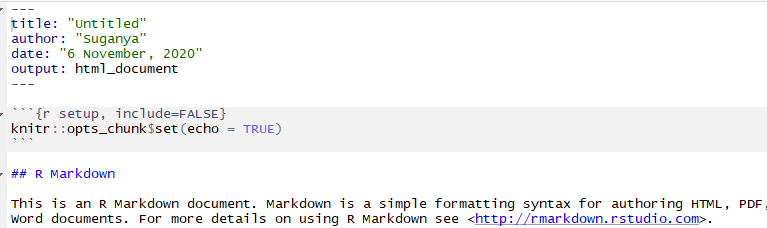 ---
title: "Untitled"
author: "Suganya"
date: "6 November, 2020"
output: html_document
---
```{r setup, include=FALSE}
knitr::opts_chunk$set(echo = TRUE)
```
## R Markdown
This is an R Markdown document. Markdown is a simple formatting syntax for authoring HTML, PDF,
Word documents. For more details on using R Markdown see <http://rmarkdown.rstudio.com>.